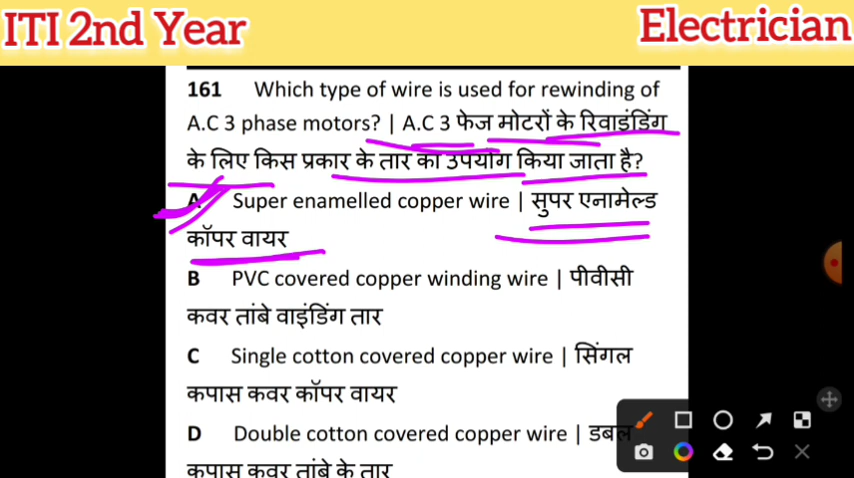 ITI 2nd Year
Electrician
161 Which type of wire is used for rewinding of
A.C 3 phase motors? | A.C 3 फेज मोटरों के रिवाइंडिंग
के लिए किस प्रकार के तार का उपयोग किया जाता है?
A Super enamelled copper wire | सुपर एनामेल्ड
कॉपर वायर
B PVC covered copper winding wire | पीवीसी
कवर तांबे वाइंडिंग तार
C Single cotton covered copper wire | सिंगल
कपास कवर कॉपर वायर
D Double cotton covered copper wire | डबल
कपास कवर तांबे के तार